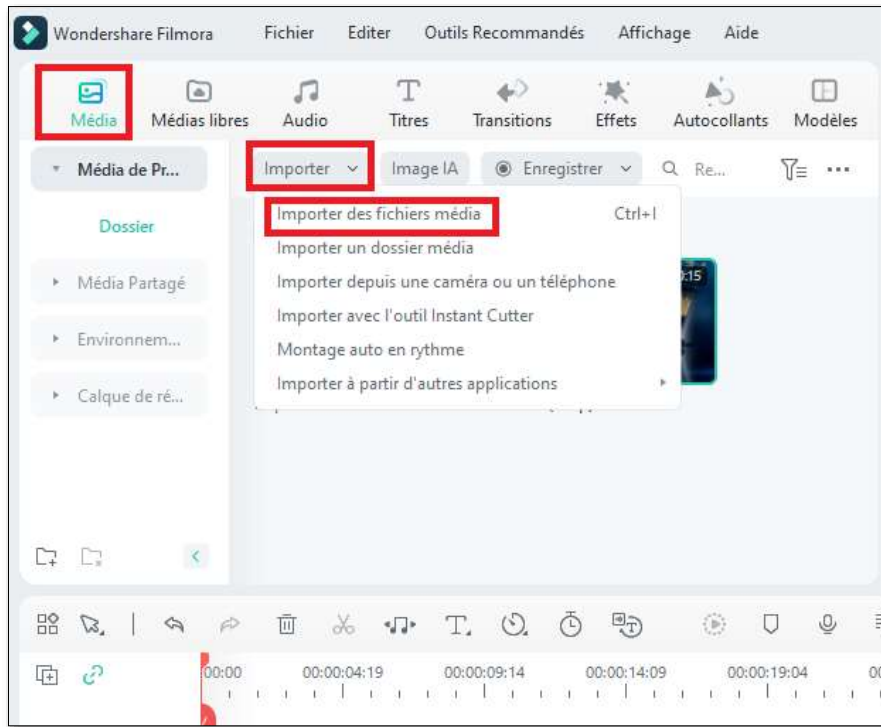 Wondershare Filmora Fichier Editer Outils Recommandés Affichage Aide
Média Médias libres Audio Titres Transitions Effets Autocollants Modèles
Média de Pr... Importer Image IA Enregistrer Re...
Importer des fichiers média Ctrl+I
Dossier
Importer un dossier média
Média Partagé Importer depuis une caméra ou un téléphone
:15
Importer avec l'outil Instant Cutter
Environnem...
Montage auto en rythme
Calque de ré... Importer à partir d'autres applications
00:00 00:00:04:19 00:00:09:14 00:00:14:09 00:00:19:04 00